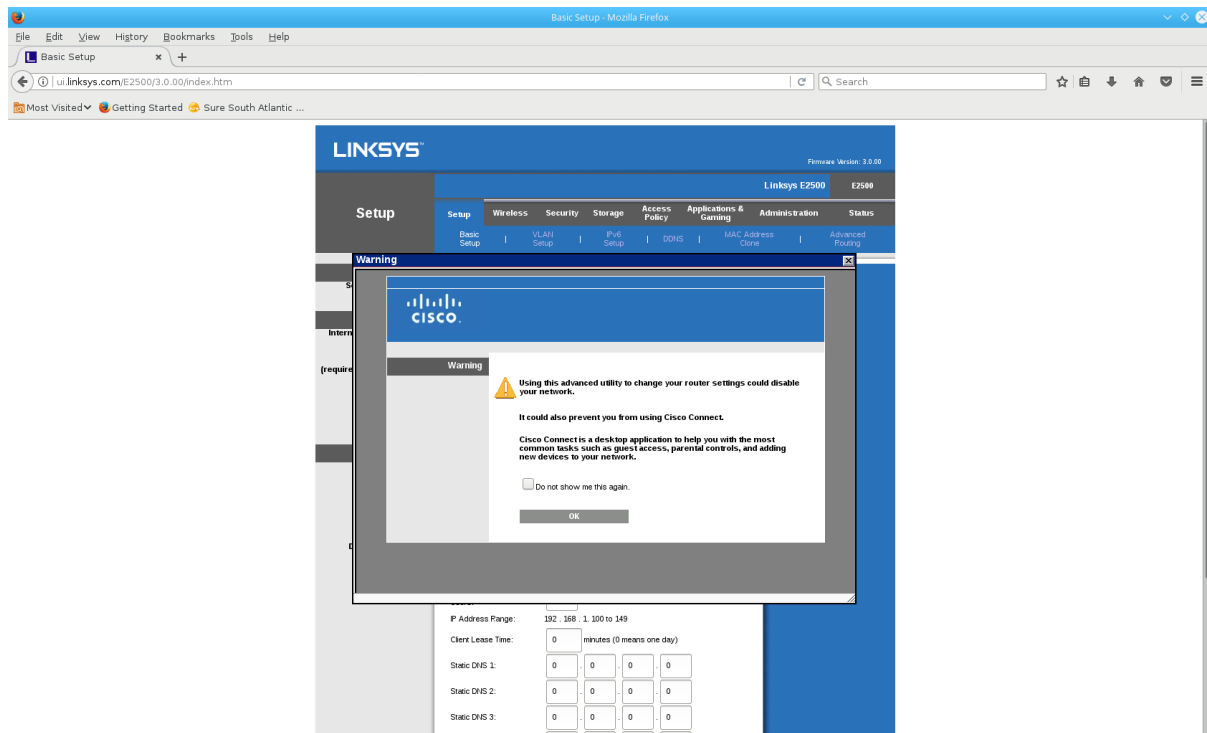 Basic Setup - Mozilla Firefox
File Edit View History Bookmarks Tools Help
Basic Setup
ui.linksys.com/E2500/3.0.00/index.htm
Search
Most Visited Getting Started Sure South Atlantic ...
LINKSYS™
Firmware Version: 3.0.00
Linksys E2500 E2500
Setup
Setup Wireless Security Storage Access Policy Applications & Gaming Administration Status
Basic Setup | VLAN Setup | IPv6 Setup | DDNS | MAC Address Clone | Advanced Routing
Warning
CISCO.
Intern
(require
Warning
Using this advanced utility to change your router settings could disable
your network.
It could also prevent you from using Cisco Connect.
Cisco Connect is a desktop application to help you with the most
common tasks such as guest access, parental controls, and adding
new devices to your network.
Do not show me this again.
OK
IP Address Range: 192 . 168 . 1. 100 to 149
Client Lease Time: 0 minutes (0 means one day)
Static DNS 1: 0 . 0 . 0 . 0
Static DNS 2: 0 . 0 . 0 . 0
Static DNS 3: 0 . 0 . 0 . 0